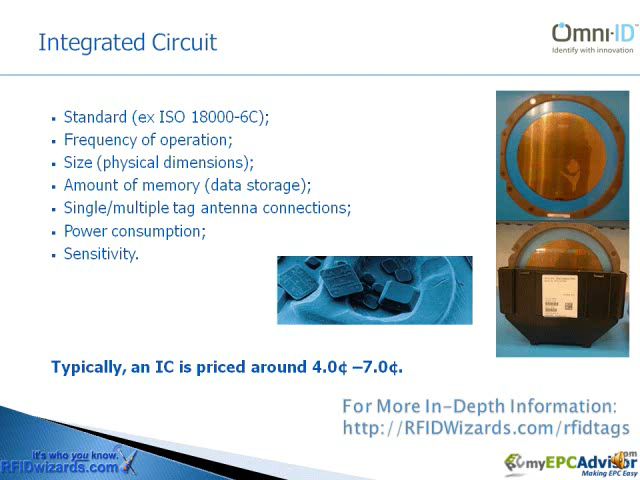 Integrated Circuit
Omni-ID™
Identify with innovation
Standard (ex ISO 18000-6C);
Frequency of operation;
Size (physical dimensions);
Amount of memory (data storage);
Single/multiple tag antenna connections;
Power consumption;
Sensitivity.
Typically, an IC is priced around 4.0¢ –7.0¢.
For More In-Depth Information:
http://RFIDWizards.com/rfidtags
It's who you know.
RFIDwizards.com
myEPCAdvisor
.com
Making EPC Easy